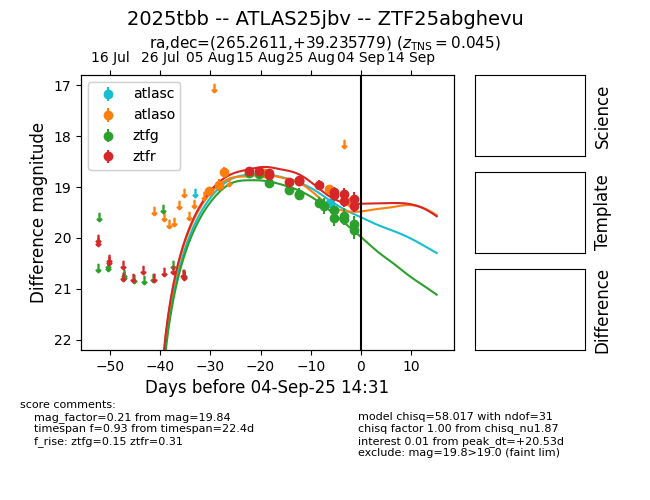 2025tbb -- ATLAS25jbv -- ZTF25abghevu
ra,dec=(265.2611,+39.235779) (z_TNS = 0.045)
16 Jul 26 Jul 05 Aug 15 Aug 25 Aug 04 Sep 14 Sep
atlasc
atlaso
ztfg
ztfr
17
18
19
20
21
22
Difference magnitude
−50 −40 −30 −20 −10 0 10
Days before 04-Sep-25 14:31
Science
Template
Difference
score comments:
mag_factor=0.21 from mag=19.84
timespan f=0.93 from timespan=22.4d
f_rise: ztfg=0.15 ztfr=0.31
model chisq=58.017 with ndof=31
chisq factor 1.00 from chisq_nu1.87
interest 0.01 from peak_dt=+20.53d
exclude: mag=19.8>19.0 (faint lim)